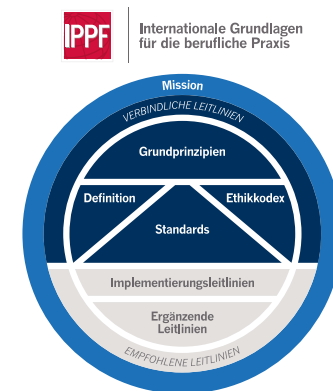 IPPF
Internationale Grundlagen
für die berufliche Praxis
Mission
VERBINDLICHE LEITLINIEN
Grundprinzipien
Definition
Ethikkodex
Standards
Implementierungsleitlinien
Ergänzende
Leitlinien
EMPFOHLENE LEITLINIEN